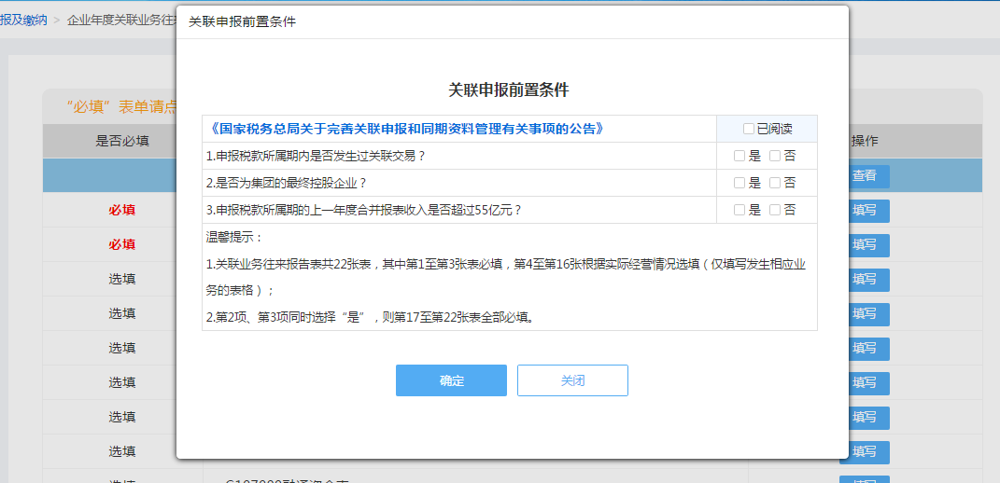 报及缴纳 > 企业年度关联业务往来
关联申报前置条件
“必填”表单请点
是否必填
操作
查看
必填
填写
必填
填写
选填
填写
选填
填写
选填
填写
选填
填写
选填
填写
选填
填写
关联申报前置条件
《国家税务总局关于完善关联申报和同期资料管理有关事项的公告》 已阅读
1.申报税款所属期内是否发生过关联交易？ 是 否
2.是否为集团的最终控股企业？ 是 否
3.申报税款所属期的上一年度合并报表收入是否超过55亿元？ 是 否
温馨提示：
1.关联业务往来报告表共22张表，其中第1至第3张表必填，第4至第16张根据实际经营情况选填（仅填写发生相应业
务的表格）；
2.第2项、第3项同时选择“是”，则第17至第22张表全部必填。
确定 关闭